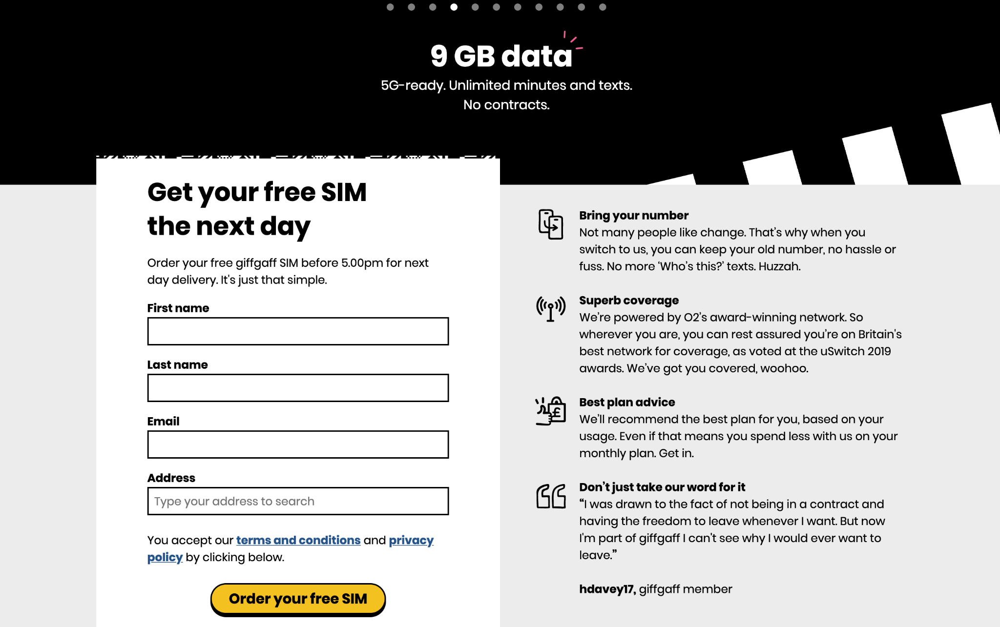 9 GB data
5G-ready. Unlimited minutes and texts.
No contracts.
Get your free SIM
the next day
Order your free giffgaff SIM before 5.00pm for next
day delivery. It's just that simple.
First name
Last name
Email
Address
Type your address to search
You accept our terms and conditions and privacy
policy by clicking below.
Order your free SIM
Bring your number
Not many people like change. That’s why when you
switch to us, you can keep your old number, no hassle or
fuss. No more ‘Who’s this?’ texts. Huzzah.
Superb coverage
We’re powered by O2’s award-winning network. So
wherever you are, you can rest assured you’re on Britain's
best network for coverage, as voted at the uSwitch 2019
awards. We’ve got you covered, woohoo.
£
Best plan advice
We’ll recommend the best plan for you, based on your
usage. Even if that means you spend less with us on your
monthly plan. Get in.
Don’t just take our word for it
“I was drawn to the fact of not being in a contract and
having the freedom to leave whenever I want. But now
I'm part of giffgaff I can't see why I would ever want to
leave.”
hdavey17, giffgaff member